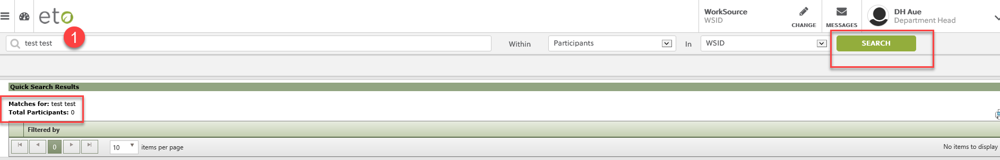 eto
WorkSource
WSID
CHANGE
MESSAGES
DH Aue
Department Head
1
test test
Within
Participants
In
WSID
SEARCH
Quick Search Results
Matches for: test test
Total Participants: 0
Filtered by
0
10
items per page
No items to display